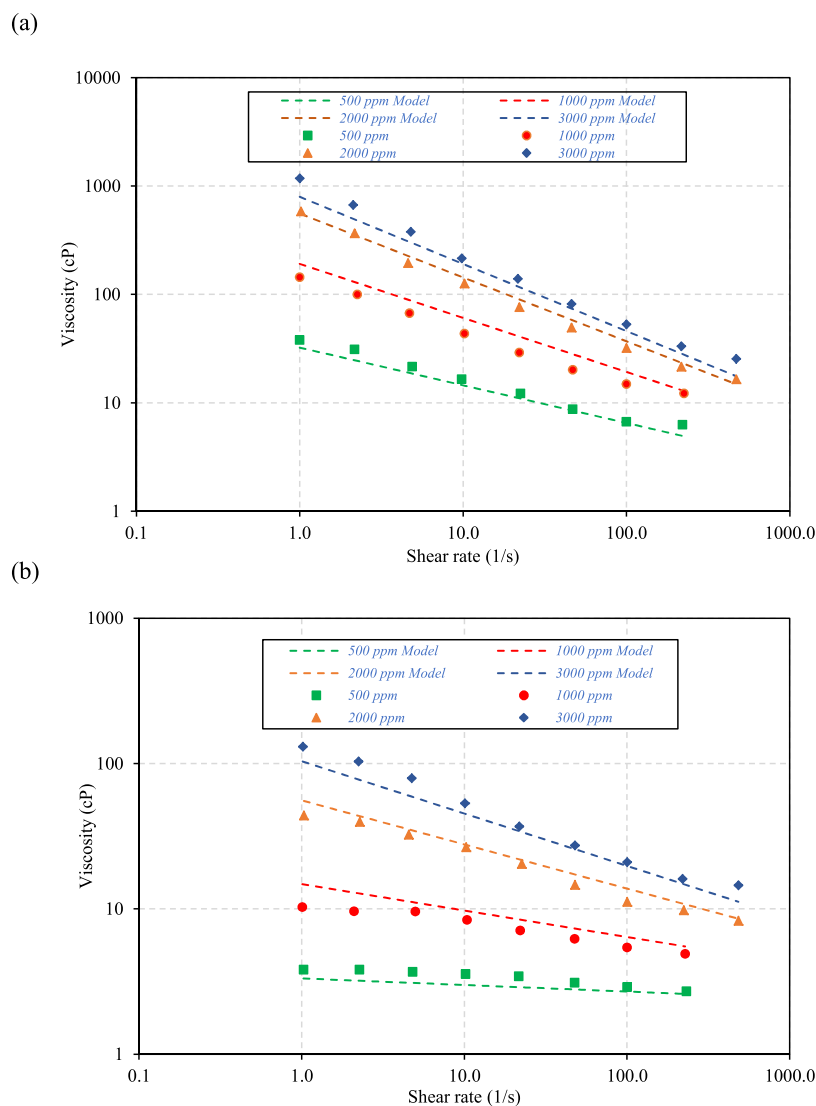 (a)
10000
500 ppm Model 1000 ppm Model
2000 ppm Model 3000 ppm Model
500 ppm 1000 ppm
2000 ppm 3000 ppm
1000
100
10
1
Viscosity (cP)
0.1 1.0 10.0 100.0 1000.0
Shear rate (1/s)
(b)
1000
500 ppm Model 1000 ppm Model
2000 ppm Model 3000 ppm Model
500 ppm 1000 ppm
2000 ppm 3000 ppm
100
10
1
Viscosity (cP)
0.1 1.0 10.0 100.0 1000.0
Shear rate (1/s)